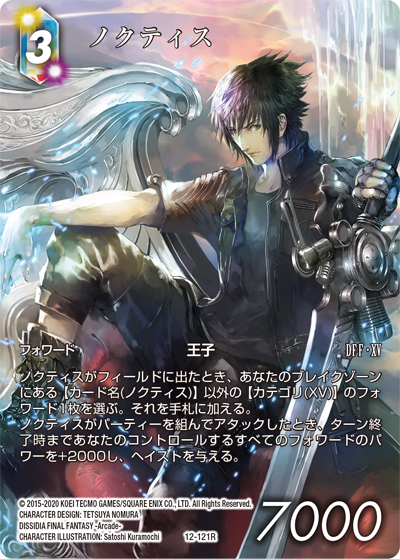 3
ノクティス
フォワード 王子 DFF・XV
ノクティスがフィールドに出たとき、あなたのブレイクゾーン
にある【カード名(ノクティス)】以外の【カテゴリ(XV)】のフォ
ワード1枚を選ぶ。それを手札に加える。
ノクティスがパーティーを組んでアタックしたとき、ターン終
了時まであなたのコントロールするすべてのフォワードのパ
ワーを+2000し、ヘイストを与える。
© 2015-2020 KOEI TECMO GAMES/SQUARE ENIX CO., LTD. All Rights Reserved.
CHARACTER DESIGN: TETSUYA NOMURA
DISSIDIA FINAL FANTASY -Arcade-
CHARACTER ILLUSTRATION: Satoshi Kuramochi
12-121R
7000